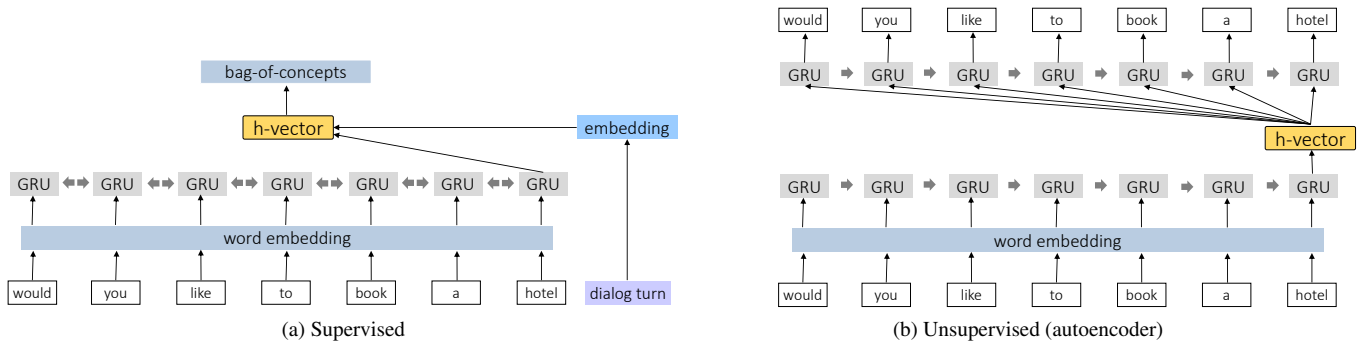 bag-of-concepts
h-vector
embedding
GRU GRU GRU GRU GRU GRU GRU
word embedding
would you like to book a hotel
dialog turn
(a) Supervised
would you like to book a hotel
GRU GRU GRU GRU GRU GRU GRU
h-vector
GRU GRU GRU GRU GRU GRU GRU
word embedding
would you like to book a hotel
(b) Unsupervised (autoencoder)